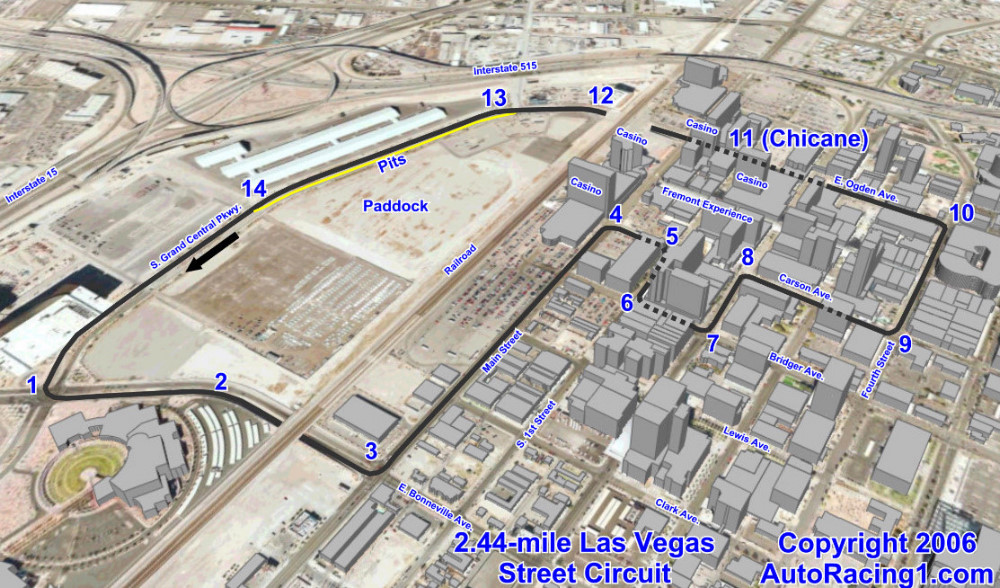 Interstate 515
13
12
Casino
Casino
11 (Chicane)
Interstate 15
Pits
Casino
14
Casino
E. Ogden Ave.
Paddock
Fremont Experience
10
S. Grand Central Pkwy.
4
5
Railroad
8
6
Carson Ave.
7
9
Main Street
Bridger Ave.
Fourth Street
1
2
S. 1st Street
3
Lewis Ave.
E. Bonneville Ave.
Clark Ave.
2.44-mile Las Vegas
Street Circuit
Copyright 2006
AutoRacing1.com